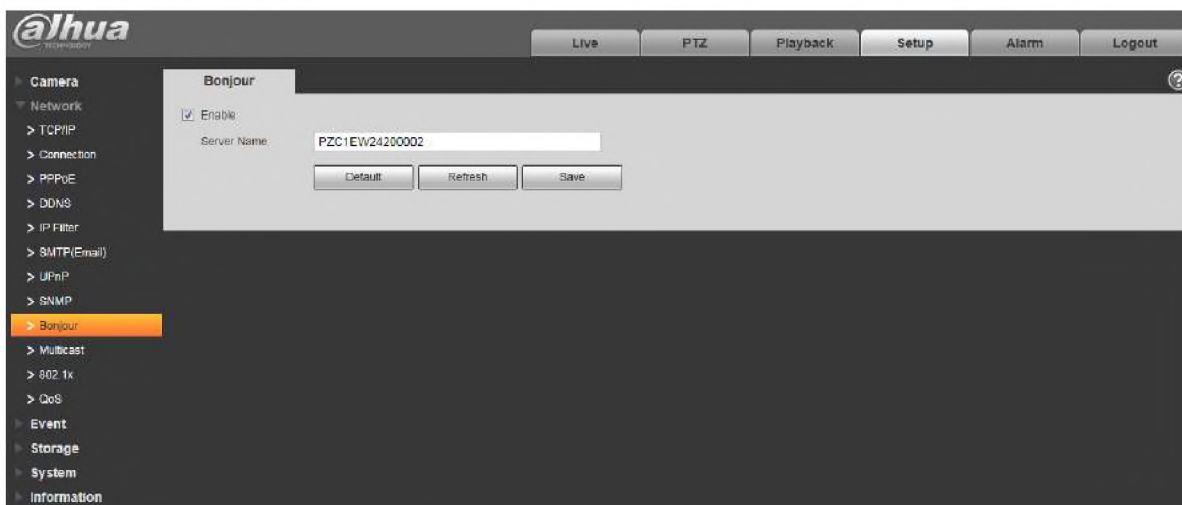 alhua
TECHNOLOGY
Live PTZ Playback Setup Alarm Logout
Camera
Network
> TCP/IP
> Connection
> PPPoE
> DDNS
> IP Filter
> SMTP(Email)
> UPnP
> SNMP
> Bonjour
> Multicast
> 802.1x
> QoS
Event
Storage
System
Information
Bonjour
?
Enable
Server Name PZC1EW24200002
Default Refresh Save